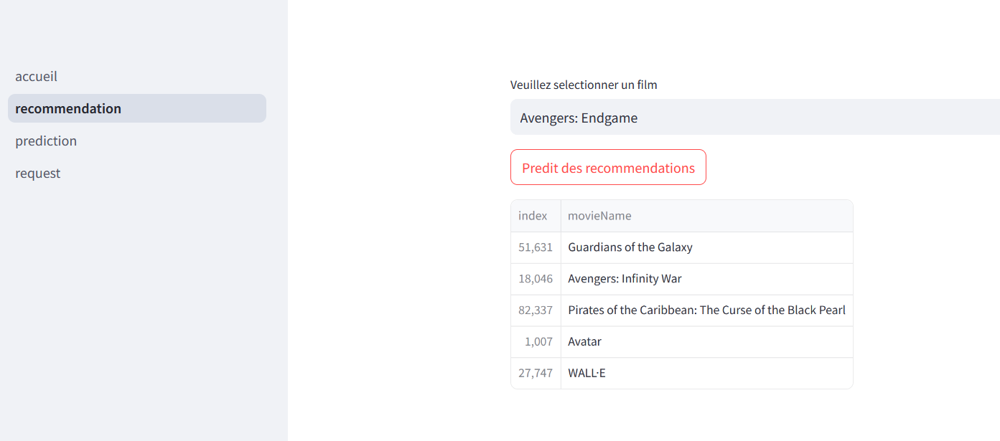 accueil
recommendation
prediction
request
Veuillez selectionner un film
Avengers: Endgame
Predit des recommendations
index movieName
51,631 Guardians of the Galaxy
18,046 Avengers: Infinity War
82,337 Pirates of the Caribbean: The Curse of the Black Pearl
1,007 Avatar
27,747 WALL·E